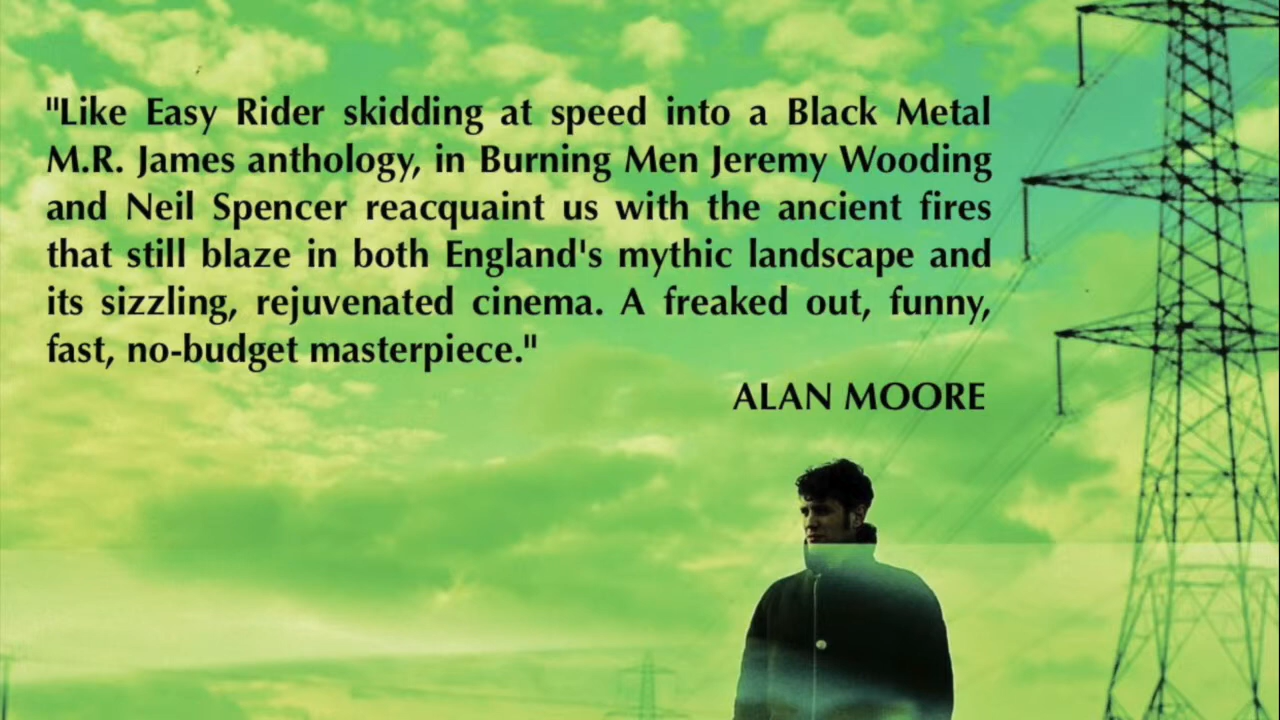 "Like Easy Rider skidding at speed into a Black Metal
M.R. James anthology, in Burning Men Jeremy Wooding
and Neil Spencer reacquaint us with the ancient fires
that still blaze in both England's mythic landscape and
its sizzling, rejuvenated cinema. A freaked out, funny,
fast, no-budget masterpiece."
ALAN MOORE